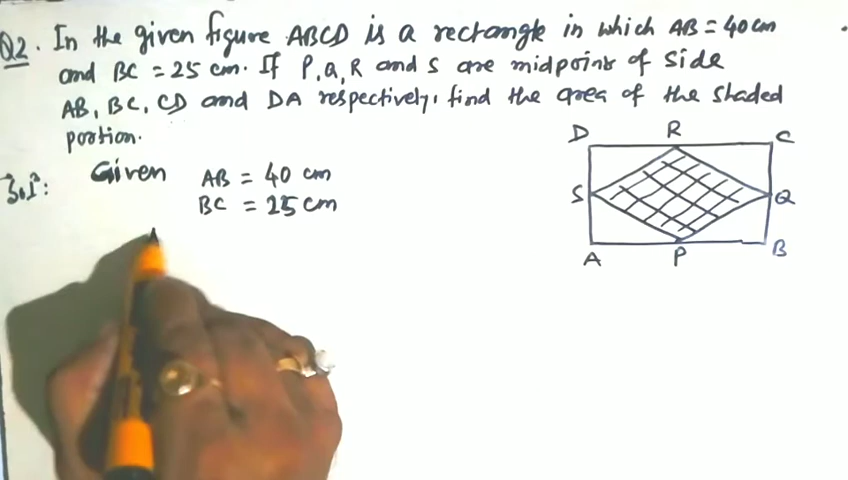 Q2. In the given figure ABCD is a rectangle in which AB = 40 cm
and BC = 25 cm. If P, Q, R and S are midpoint of side
AB, BC, CD and DA respectively, find the area of the shaded
portion.
Sol: Given AB = 40 cm
BC = 25 cm
D R C
S Q
A P B